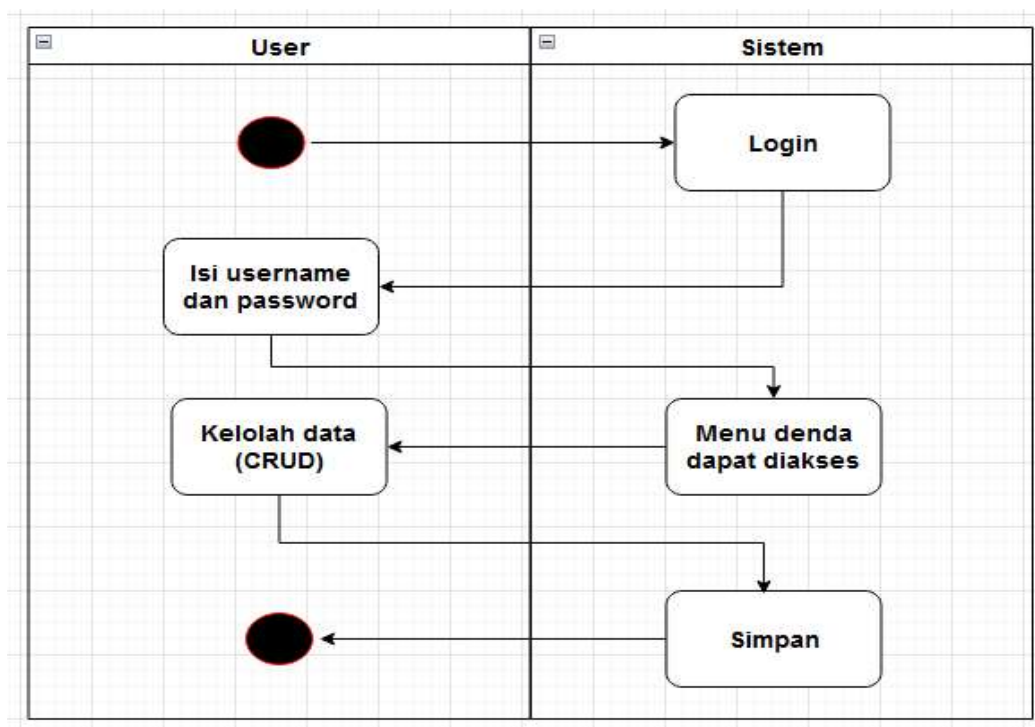 User
Sistem
Login
Isi username
dan password
Kelolah data
(CRUD)
Menu denda
dapat diakses
Simpan